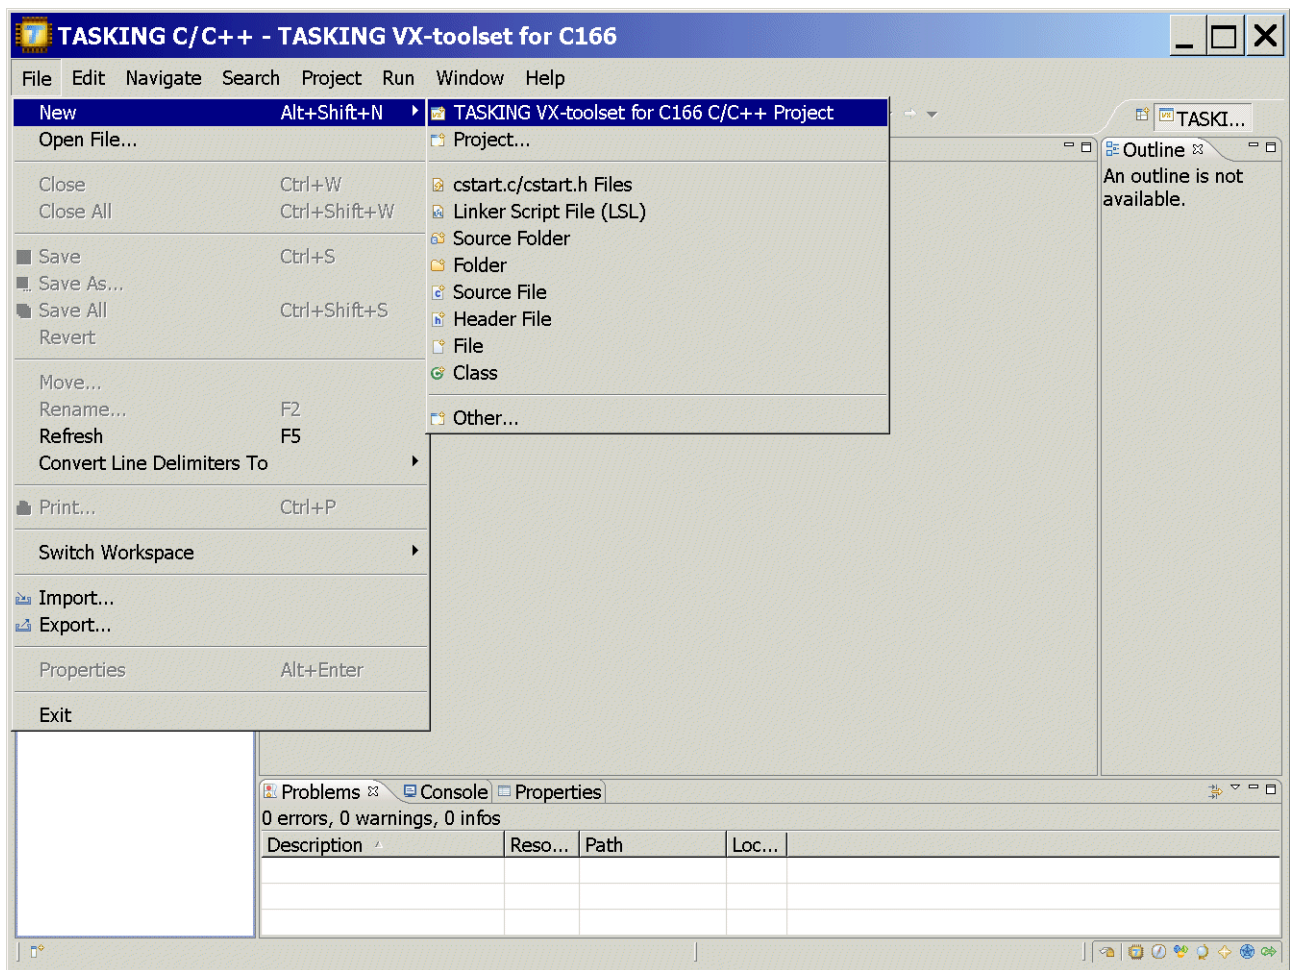 TASKING C/C++ - TASKING VX-toolset for C166
File Edit Navigate Search Project Run Window Help
New Alt+Shift+N
Open File...
Close Ctrl+W
Close All Ctrl+Shift+W
Save Ctrl+S
Save As...
Save All Ctrl+Shift+S
Revert
Move...
Rename... F2
Refresh F5
Convert Line Delimiters To
Print... Ctrl+P
Switch Workspace
Import...
Export...
Properties Alt+Enter
Exit
TASKING VX-toolset for C166 C/C++ Project
Project...
cstart.c/cstart.h Files
Linker Script File (LSL)
Source Folder
Folder
Source File
Header File
File
Class
Other...
TASKI...
Outline
An outline is not
available.
Problems Console Properties
0 errors, 0 warnings, 0 infos
Description Reso... Path Loc...